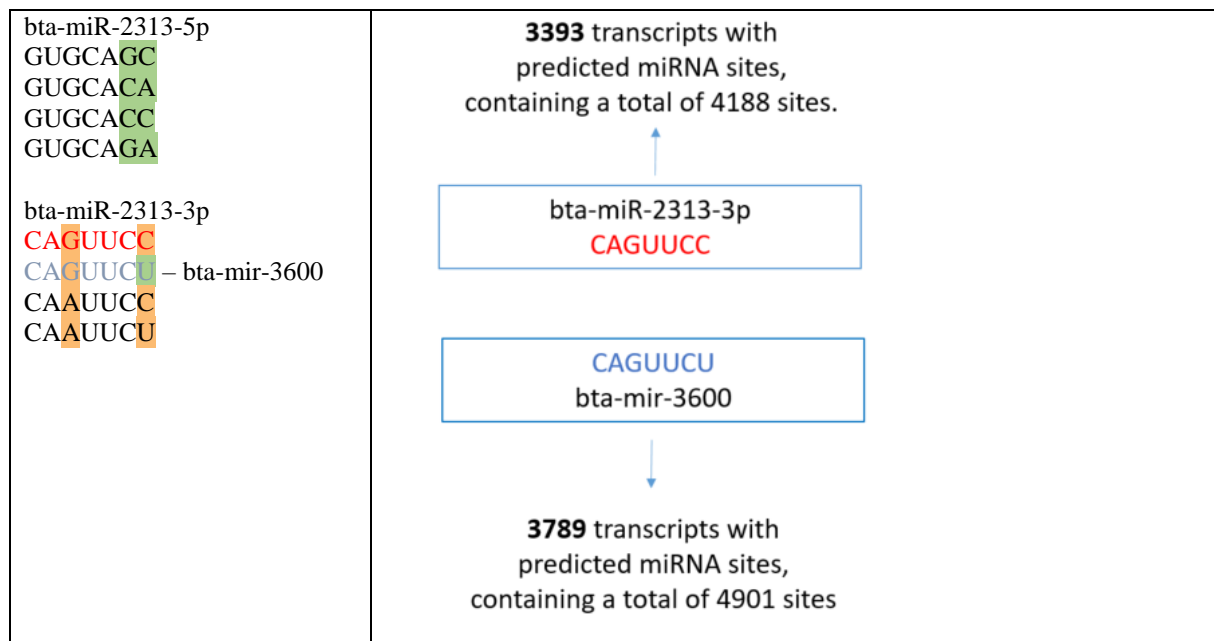 bta-miR-2313-5p
GUGCAGC
GUGCACA
GUGCACC
GUGCAGA
bta-miR-2313-3p
CAGUUCC
CAGUUCU – bta-mir-3600
CAAUUCC
CAAUUCU
3393 transcripts with
predicted miRNA sites,
containing a total of 4188 sites.
bta-miR-2313-3p
CAGUUCC
CAGUUCU
bta-mir-3600
3789 transcripts with
predicted miRNA sites,
containing a total of 4901 sites